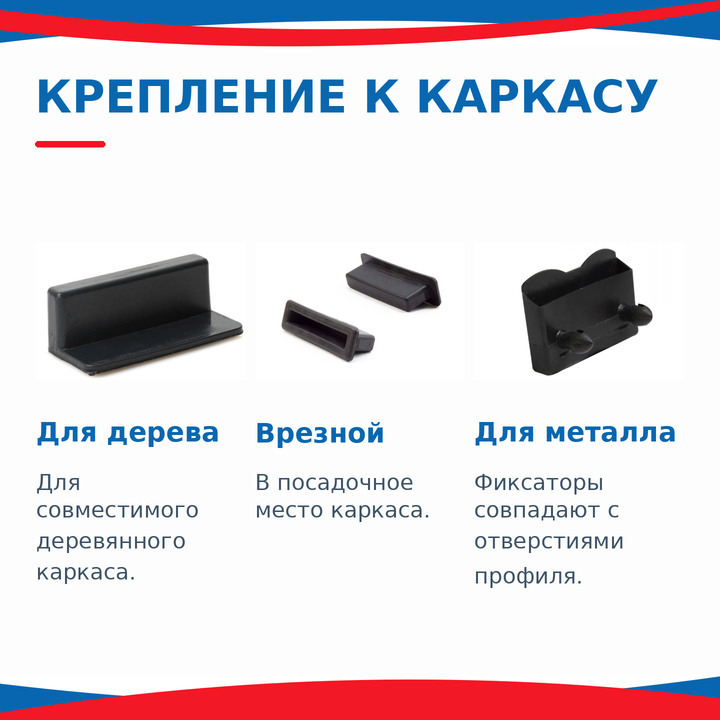 КРЕПЛЕНИЕ К КАРКАСУ
Для дерева
Для
совместимого
деревянного
каркаса.
Врезной
В посадочное
место каркаса.
Для металла
Фиксаторы
совпадают с
отверстиями
профиля.